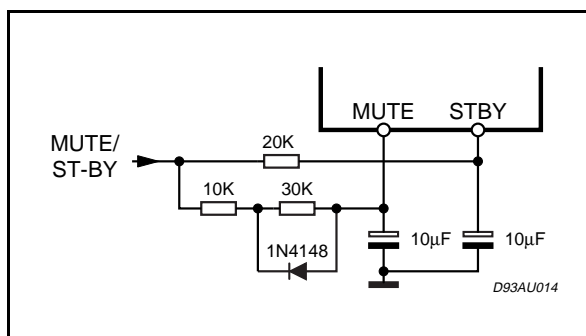 MUTE STBY
MUTE/
ST-BY
20K
10K 30K
1N4148
10μF 10μF
D93AU014